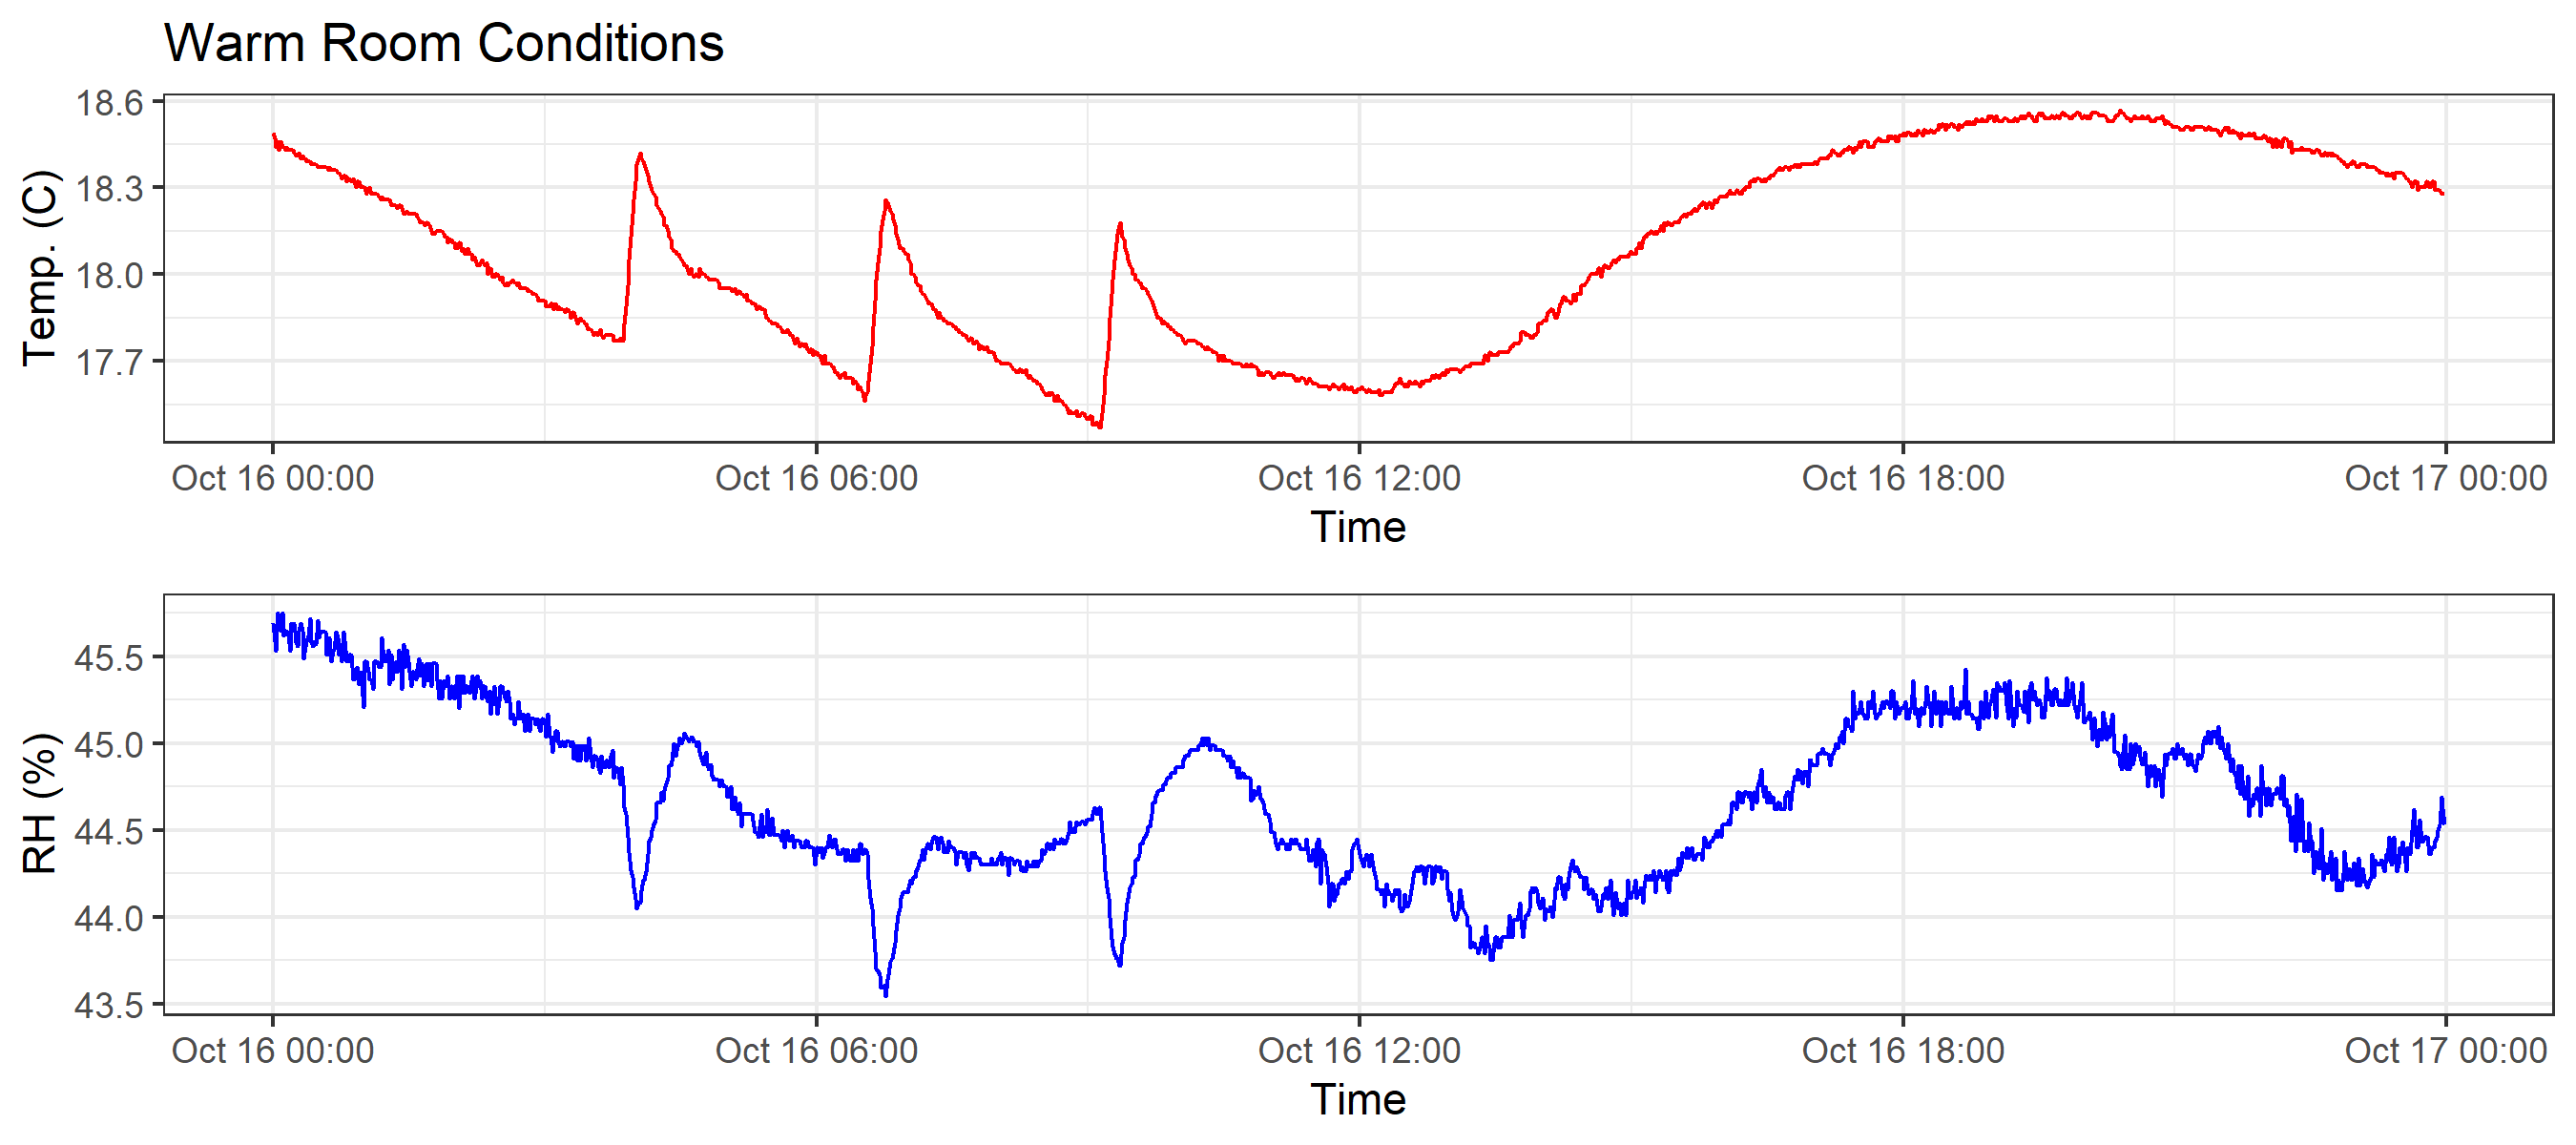 Warm Room Conditions
18.6
18.3
18.0
17.7
Temp. (C)
Oct 16 00:00 Oct 16 06:00 Oct 16 12:00 Oct 16 18:00 Oct 17 00:00
Time
45.5
45.0
44.5
44.0
43.5
RH (%)
Oct 16 00:00 Oct 16 06:00 Oct 16 12:00 Oct 16 18:00 Oct 17 00:00
Time